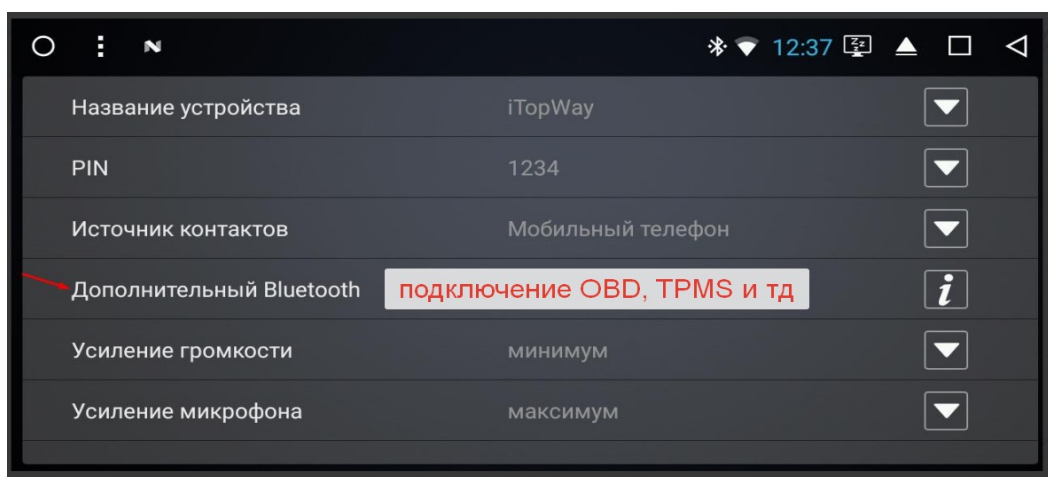 12:37
Название устройства iTopWay
PIN 1234
Источник контактов Мобильный телефон
Дополнительный Bluetooth подключение OBD, TPMS и тд
Усиление громкости минимум
Усиление микрофона максимум